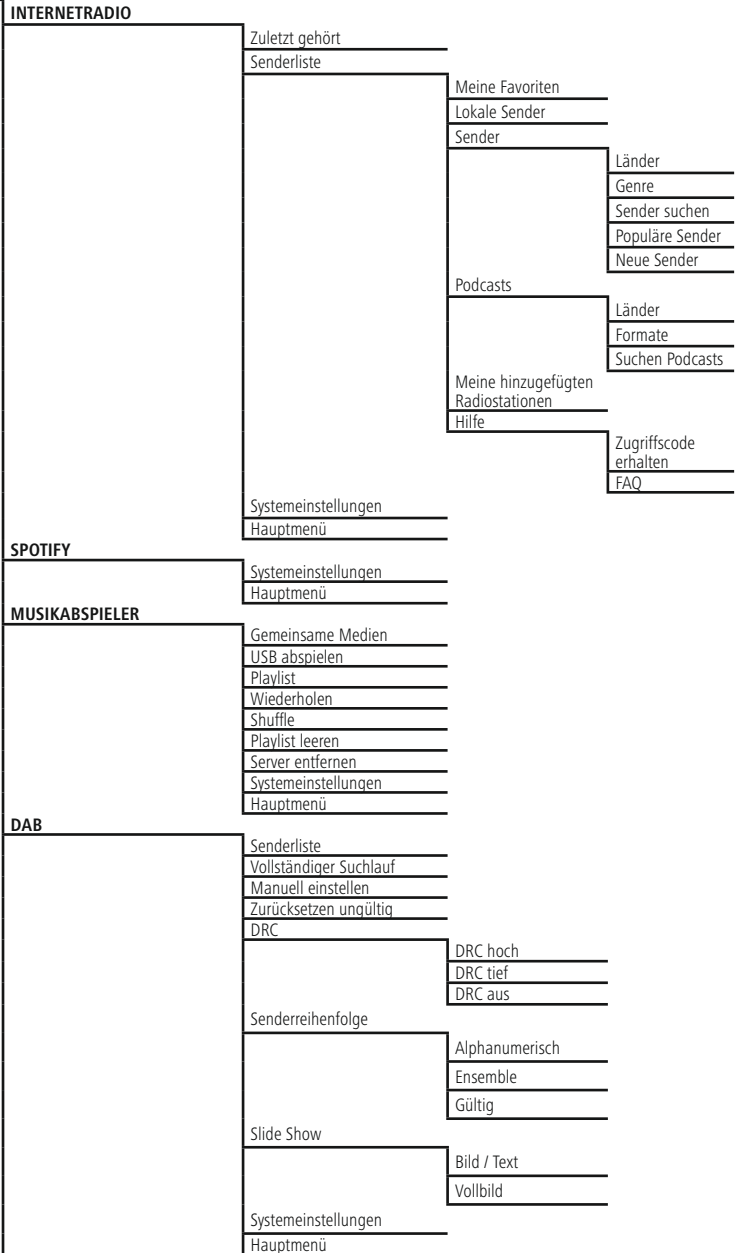 INTERNETRADIO
Zuletzt gehört
Senderliste
Meine Favoriten
Lokale Sender
Sender
Länder
Genre
Sender suchen
Populäre Sender
Neue Sender
Podcasts
Länder
Formate
Suchen Podcasts
Meine hinzugefügten
Radiostationen
Hilfe
Zugriffscode
erhalten
FAQ
Systemeinstellungen
Hauptmenü
SPOTIFY
Systemeinstellungen
Hauptmenü
MUSIKABSPIELER
Gemeinsame Medien
USB abspielen
Playlist
Wiederholen
Shuffle
Playlist leeren
Server entfernen
Systemeinstellungen
Hauptmenü
DAB
Senderliste
Vollständiger Suchlauf
Manuell einstellen
Zurücksetzen ungültig
DRC
DRC hoch
DRC tief
DRC aus
Senderreihenfolge
Alphanumerisch
Ensemble
Gültig
Slide Show
Bild / Text
Vollbild
Systemeinstellungen
Hauptmenü